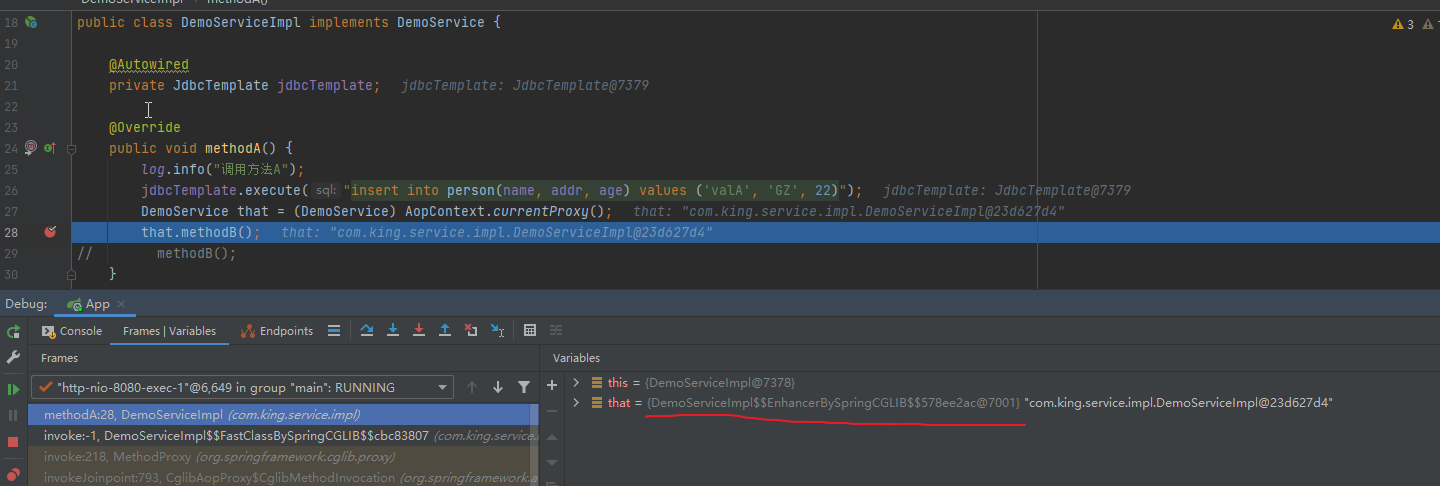 DemoServiceImpl methodA()
18 public class DemoServiceImpl implements DemoService {
3
19
20 @Autowired
21 private JdbcTemplate jdbcTemplate; jdbcTemplate: JdbcTemplate@7379
22
23 @Override
24 public void methodA() {
25 log.info("调用方法A");
26 jdbcTemplate.execute( sql: "insert into person(name, addr, age) values ('valA', 'GZ', 22)"); jdbcTemplate: JdbcTemplate@7379
27 DemoService that = (DemoService) AopContext.currentProxy(); that: "com.king.service.impl.DemoServiceImpl@23d627d4"
28 that.methodB(); that: "com.king.service.impl.DemoServiceImpl@23d627d4"
29 // methodB();
30 }
Debug: App
Console Frames | Variables Endpoints
Frames Variables
"http-nio-8080-exec-1"@6,649 in group "main": RUNNING
this = {DemoServiceImpl@7378}
that = {DemoServiceImpl$$EnhancerBySpringCGLIB$$578ee2ac@7001} "com.king.service.impl.DemoServiceImpl@23d627d4"
methodA:28, DemoServiceImpl (com.king.service.impl)
invoke:-1, DemoServiceImpl$$FastClassBySpringCGLIB$$cbc83807 (com.king.service.
invoke:218, MethodProxy (org.springframework.cglib.proxy)
invokeJoinpoint:793, CglibAopProxy$CglibMethodInvocation (org.springframework.a